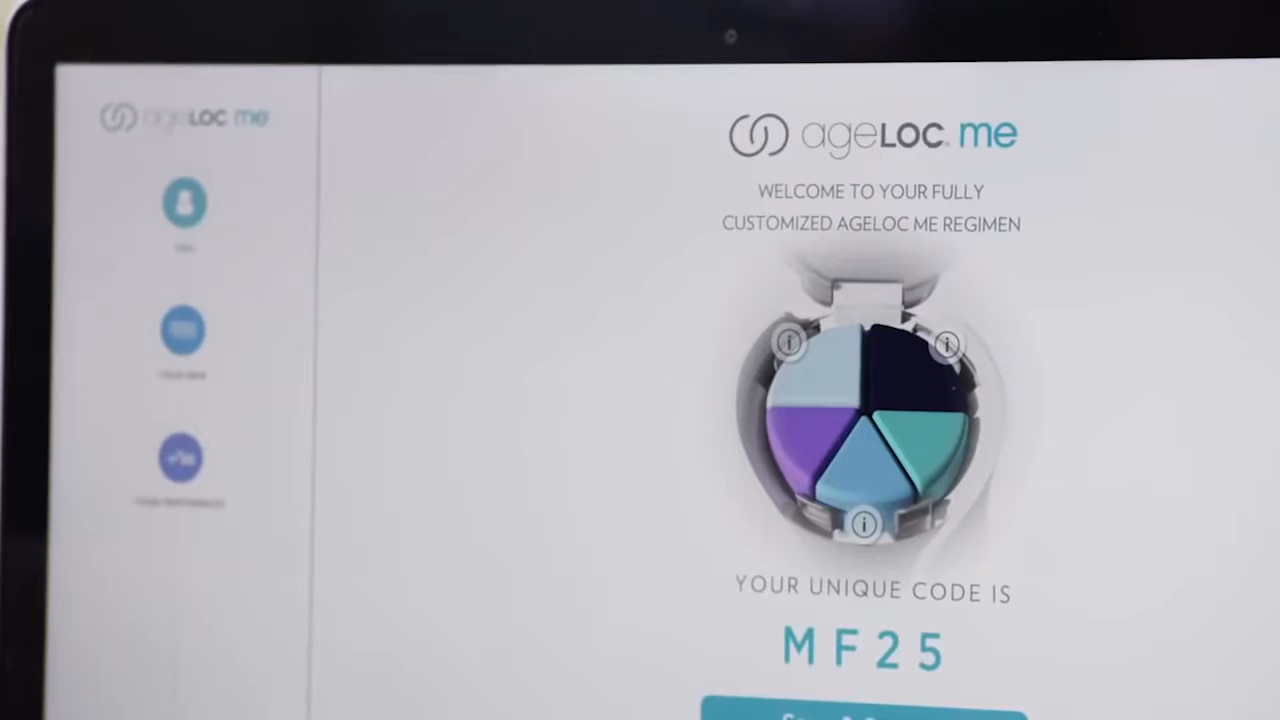 ageLOC me
ageLOC me
WELCOME TO YOUR FULLY
CUSTOMIZED AGELOC ME REGIMEN
i
i
i
YOUR UNIQUE CODE IS
MF25